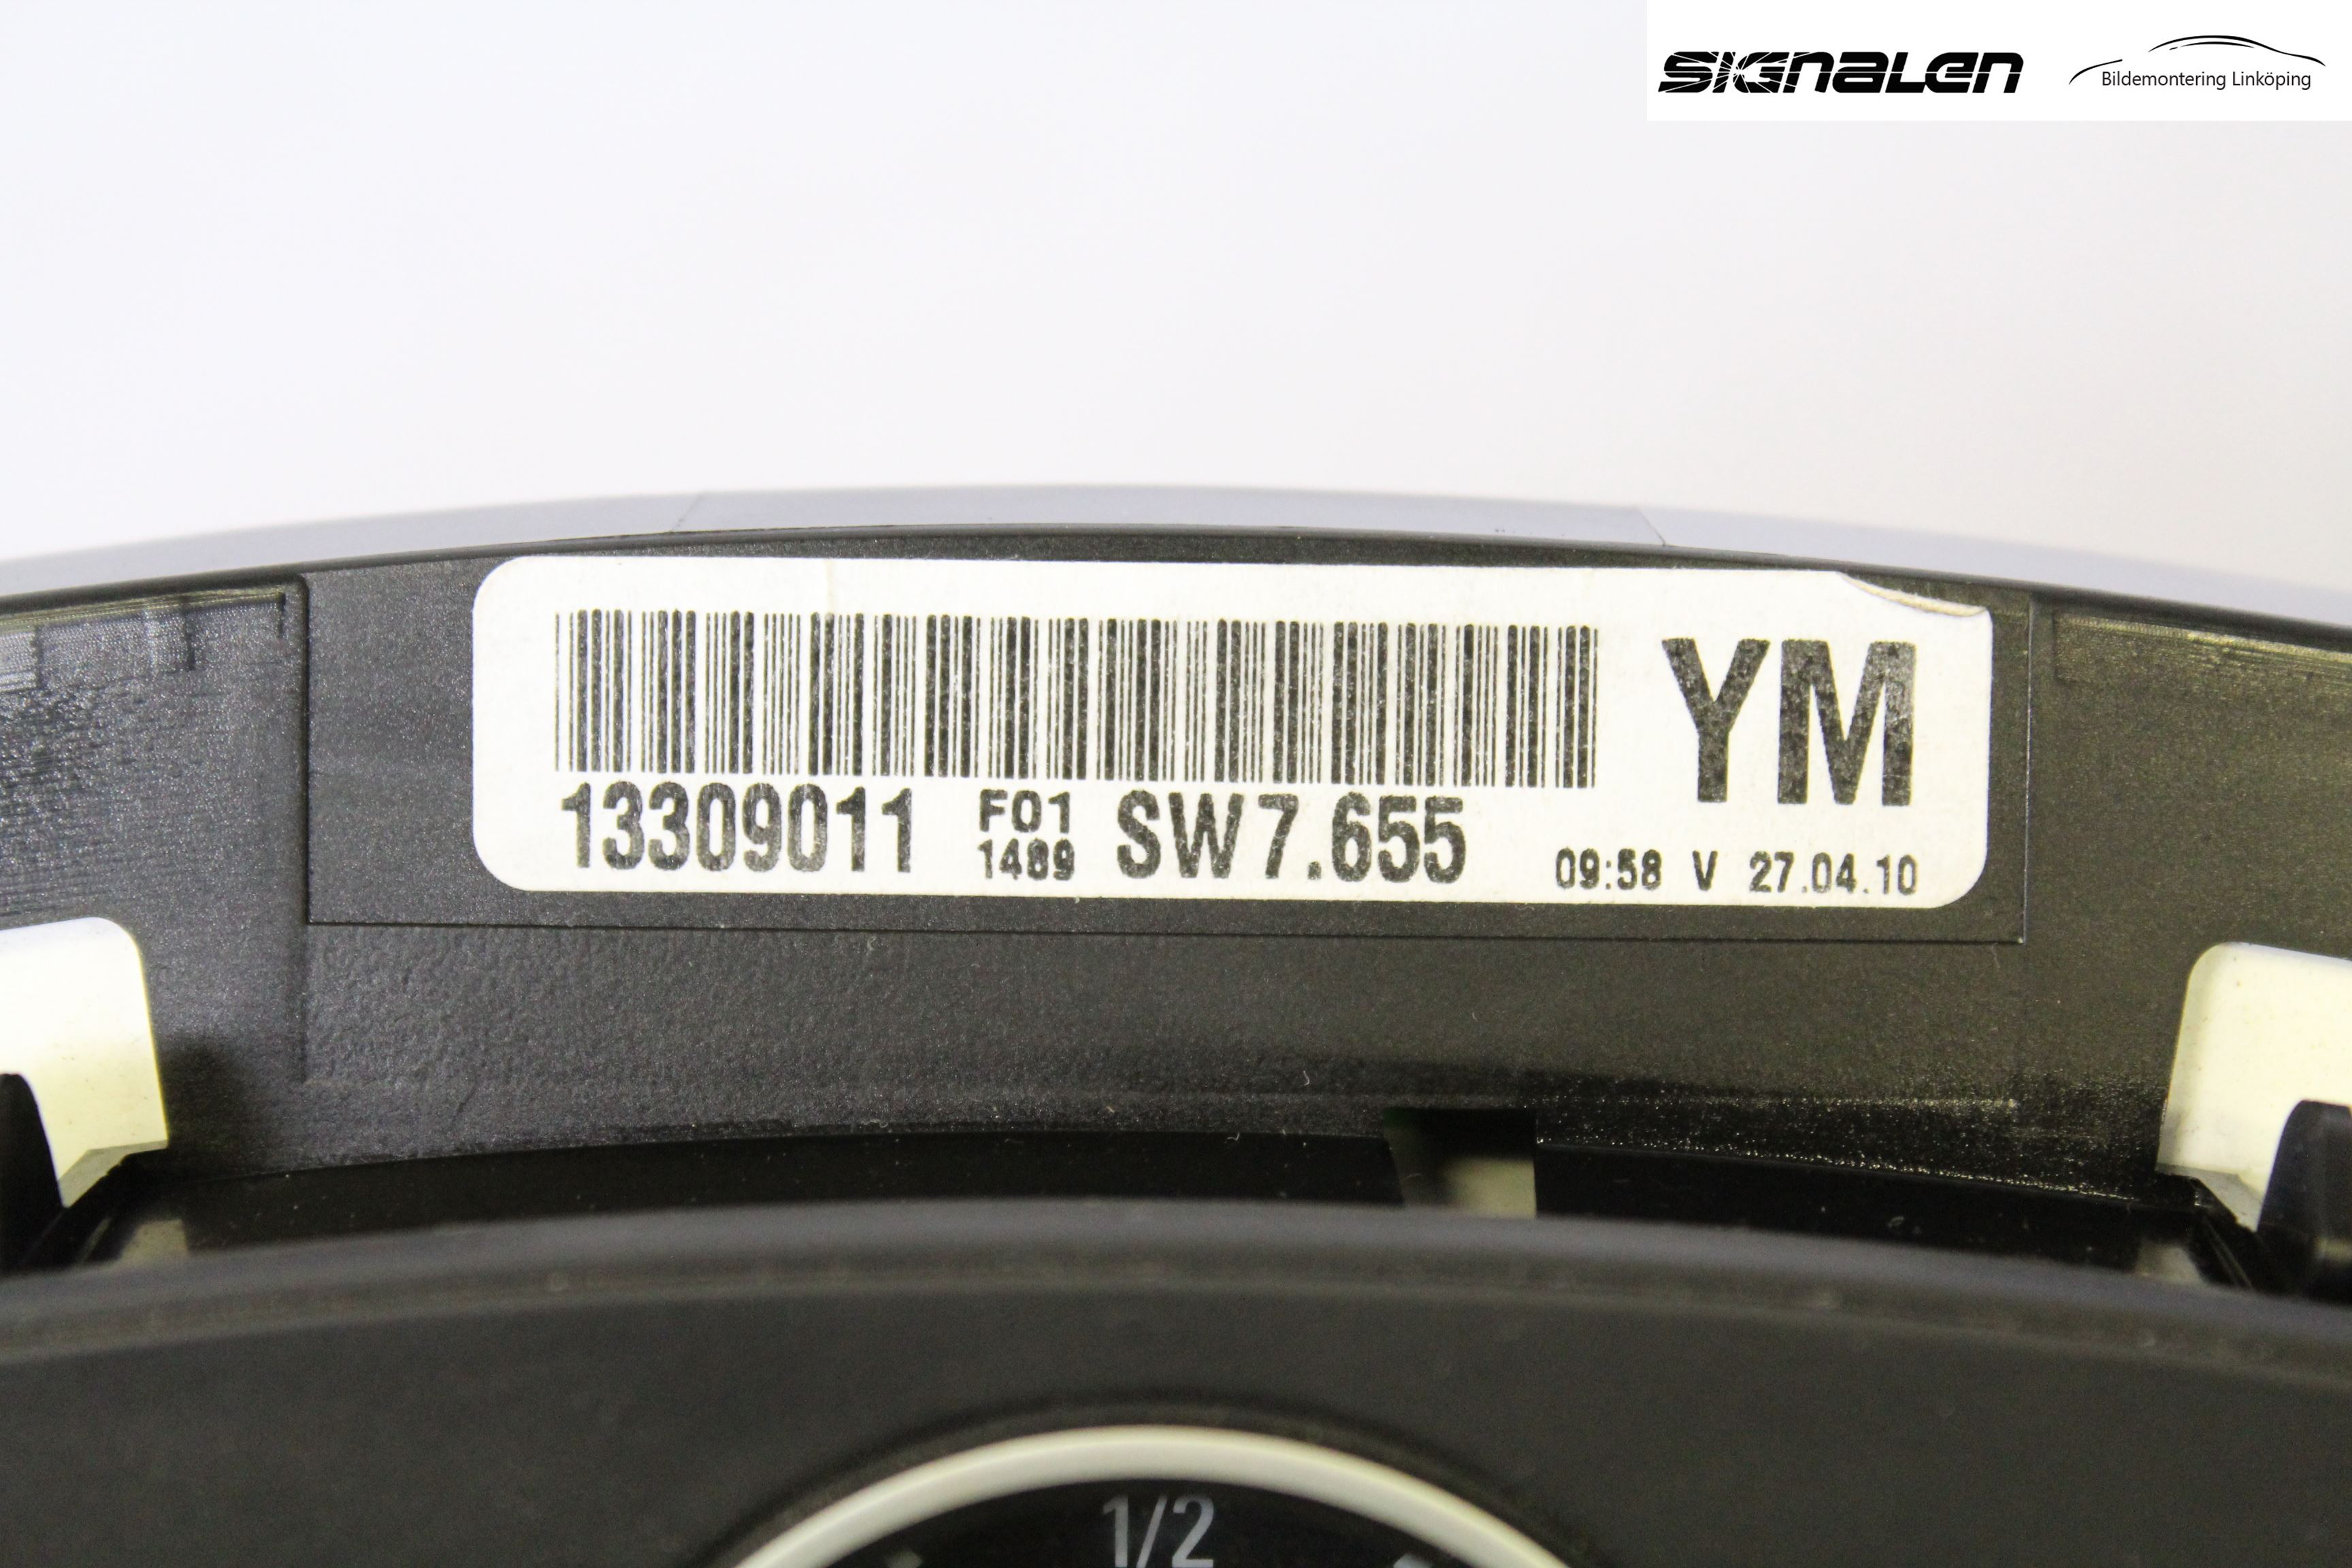 SIGNALEN
Bildemontering Linköping
YM
13309011 F01 1489 SW7.655
09:58 V 27.04.10
1/2